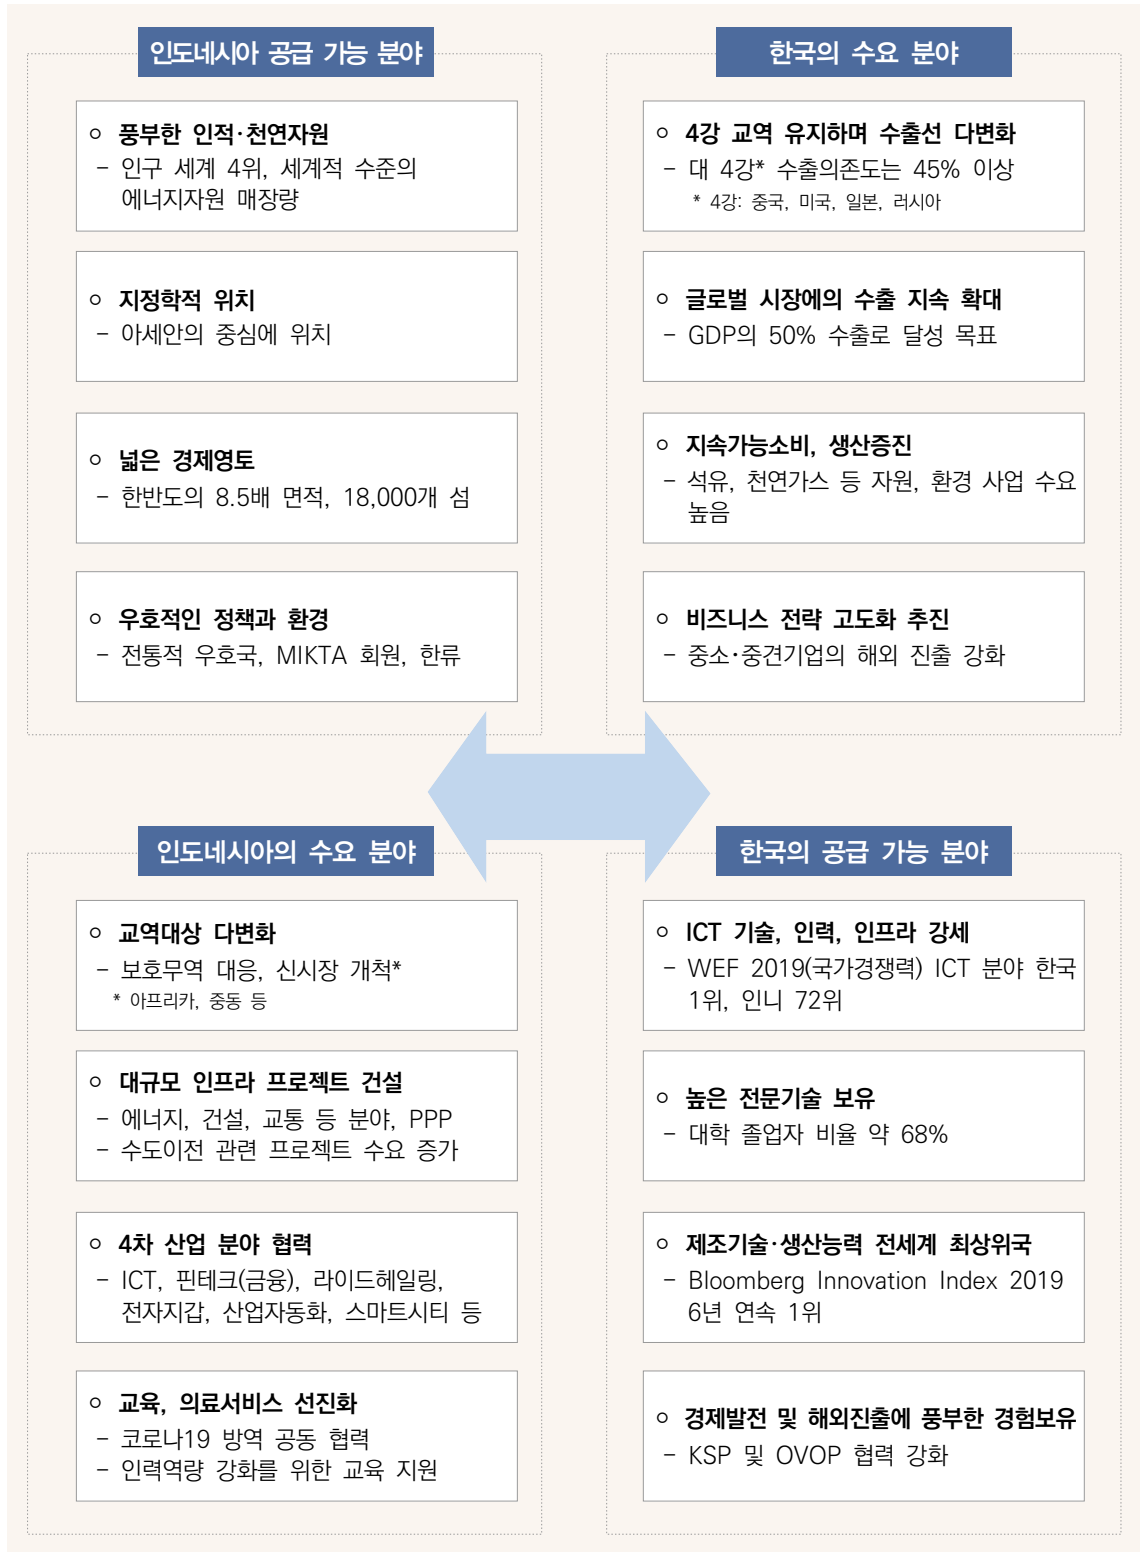 인도네시아 공급 가능 분야
○ 풍부한 인적·천연자원
- 인구 세계 4위, 세계적 수준의
에너지자원 매장량
○ 지정학적 위치
- 아세안의 중심에 위치
○ 넓은 경제영토
- 한반도의 8.5배 면적, 18,000개 섬
○ 우호적인 정책과 환경
- 전통적 우호국, MIKTA 회원, 한류
한국의 수요 분야
○ 4강 교역 유지하며 수출선 다변화
- 대 4강* 수출의존도는 45% 이상
* 4강: 중국, 미국, 일본, 러시아
○ 글로벌 시장에의 수출 지속 확대
- GDP의 50% 수출로 달성 목표
○ 지속가능소비, 생산증진
- 석유, 천연가스 등 자원, 환경 사업 수요
높음
○ 비즈니스 전략 고도화 추진
- 중소·중견기업의 해외 진출 강화
인도네시아의 수요 분야
○ 교역대상 다변화
- 보호무역 대응, 신시장 개척*
* 아프리카, 중동 등
○ 대규모 인프라 프로젝트 건설
- 에너지, 건설, 교통 등 분야, PPP
- 수도이전 관련 프로젝트 수요 증가
○ 4차 산업 분야 협력
- ICT, 핀테크(금융), 라이드헤일링,
전자지갑, 산업자동화, 스마트시티 등
○ 교육, 의료서비스 선진화
- 코로나19 방역 공동 협력
- 인력역량 강화를 위한 교육 지원
한국의 공급 가능 분야
○ ICT 기술, 인력, 인프라 강세
- WEF 2019(국가경쟁력) ICT 분야 한국
1위, 인니 72위
○ 높은 전문기술 보유
- 대학 졸업자 비율 약 68%
○ 제조기술·생산능력 전세계 최상위국
- Bloomberg Innovation Index 2019
6년 연속 1위
○ 경제발전 및 해외진출에 풍부한 경험보유
- KSP 및 OVOP 협력 강화